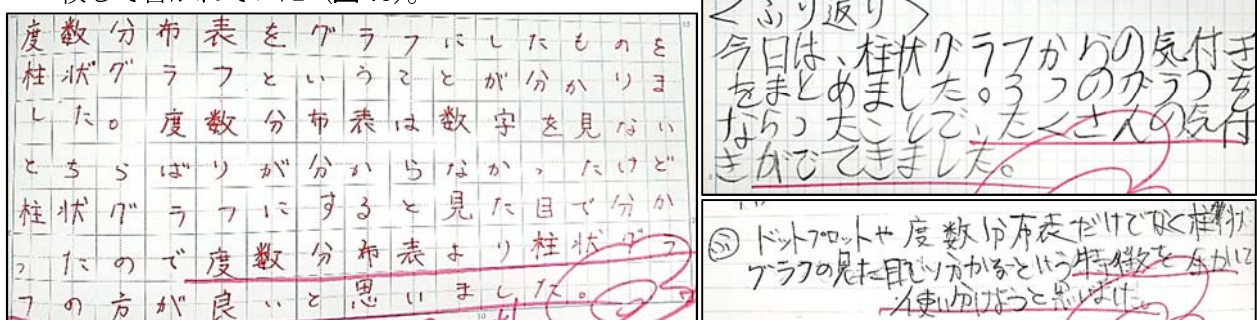 度数分布表をグラフにしたものを
柱状グラフということが分かりま
した。度数分布表は数字を見ない
とちらばりが分からなかったけど
柱状グラフにすると見た目で分か
ったので度数分布表より柱状グラ
フの方が良いと思いました。
<ふり返り>
今日は、柱状グラフからの気付き
をまとめました。3つのグラフを
ならったことで、たくさんの気付
きがでてきました。
ふ ドットプロットや度数分布表だけでなく柱状
グラフの見た目で分かるという特徴を生かして
使い分けようと思いました。